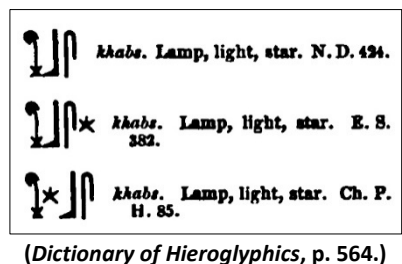 khabs. Lamp, light, star. N. D. 424.
khabs. Lamp, light, star. E. S.
382.
khabs. Lamp, light, star. Ch. P.
H. 85.
(Dictionary of Hieroglyphics, p. 564.)